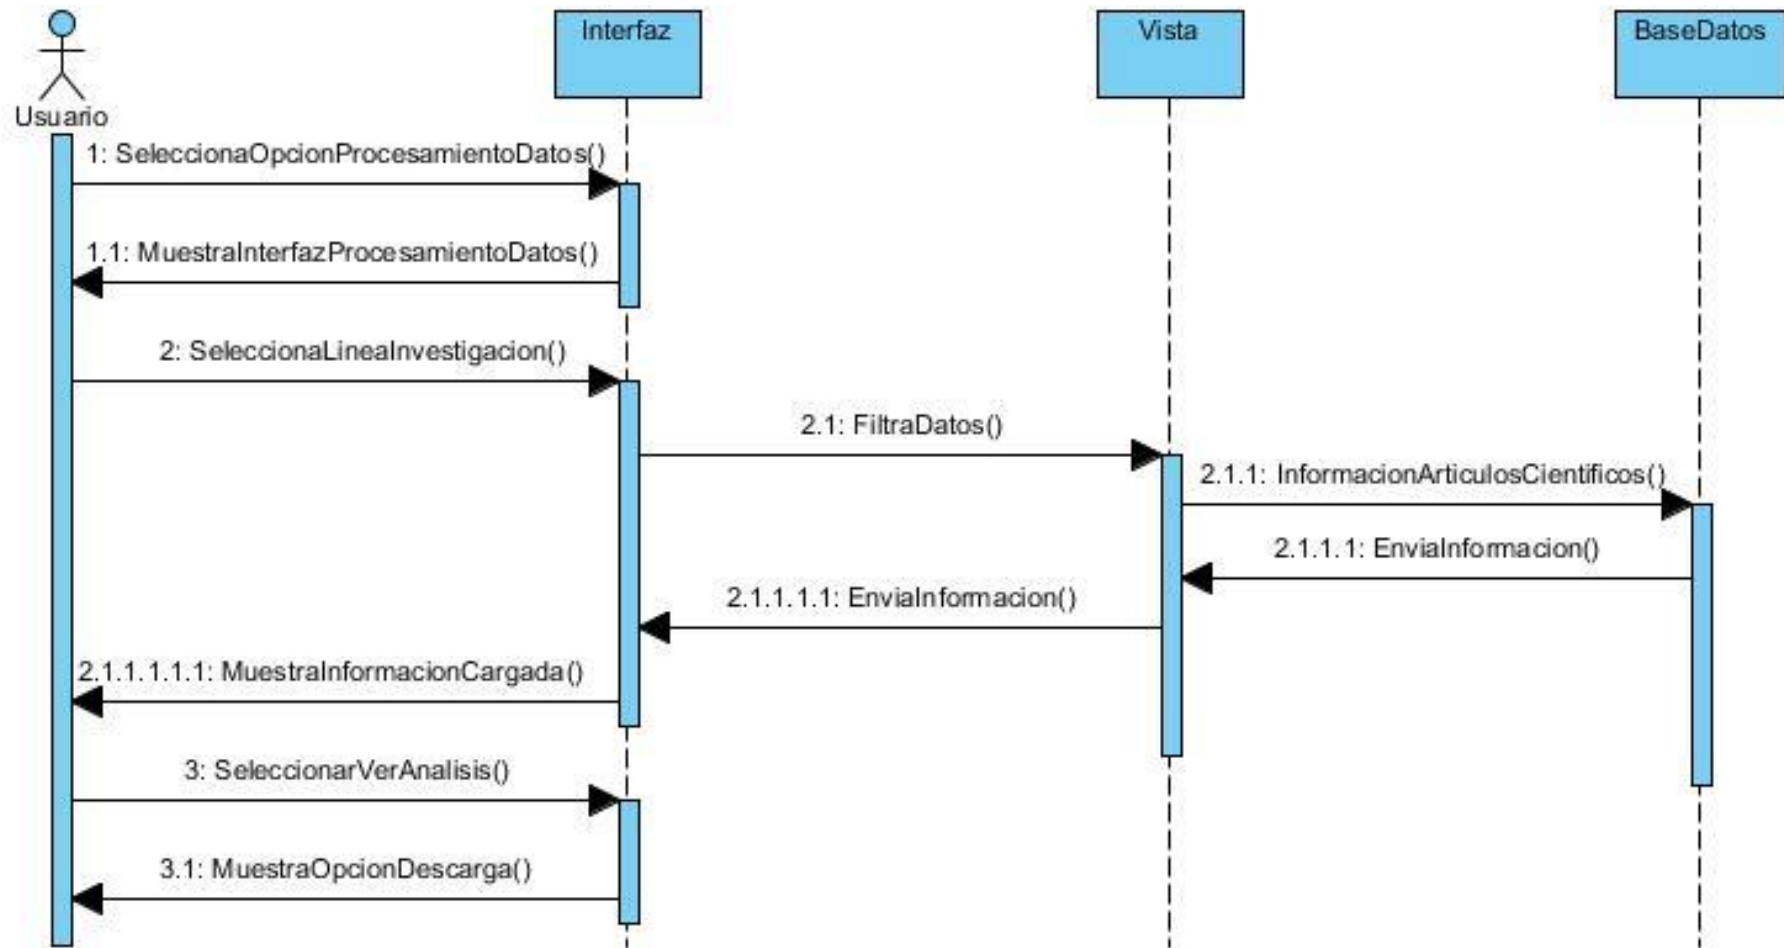 Usuario
Interfaz
Vista
BaseDatos
1: SeleccionaOpcionProcesamientoDatos()
1.1: MuestraInterfazProcesamientoDatos()
2: SeleccionaLineaInvestigacion()
2.1: FiltraDatos()
2.1.1: InformacionArticulosCientificos()
2.1.1.1: EnviaInformacion()
2.1.1.1.1: EnviaInformacion()
2.1.1.1.1.1: MuestraInformacionCargada()
3: SeleccionarVerAnalisis()
3.1: MuestraOpcionDescarga()